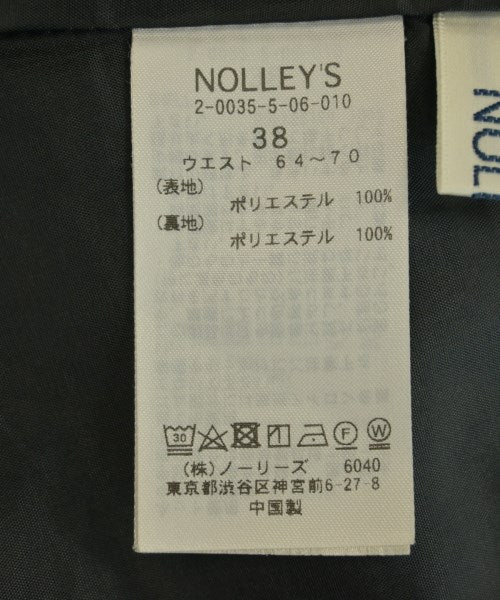 NOLLEY'S
2-0035-5-06-010
38
ウエスト 64～70
(表地)
ポリエステル 100%
(裏地)
ポリエステル 100%
30
F W
(株)ノーリーズ 6040
東京都渋谷区神宮前6-27-8
中国製
NOL